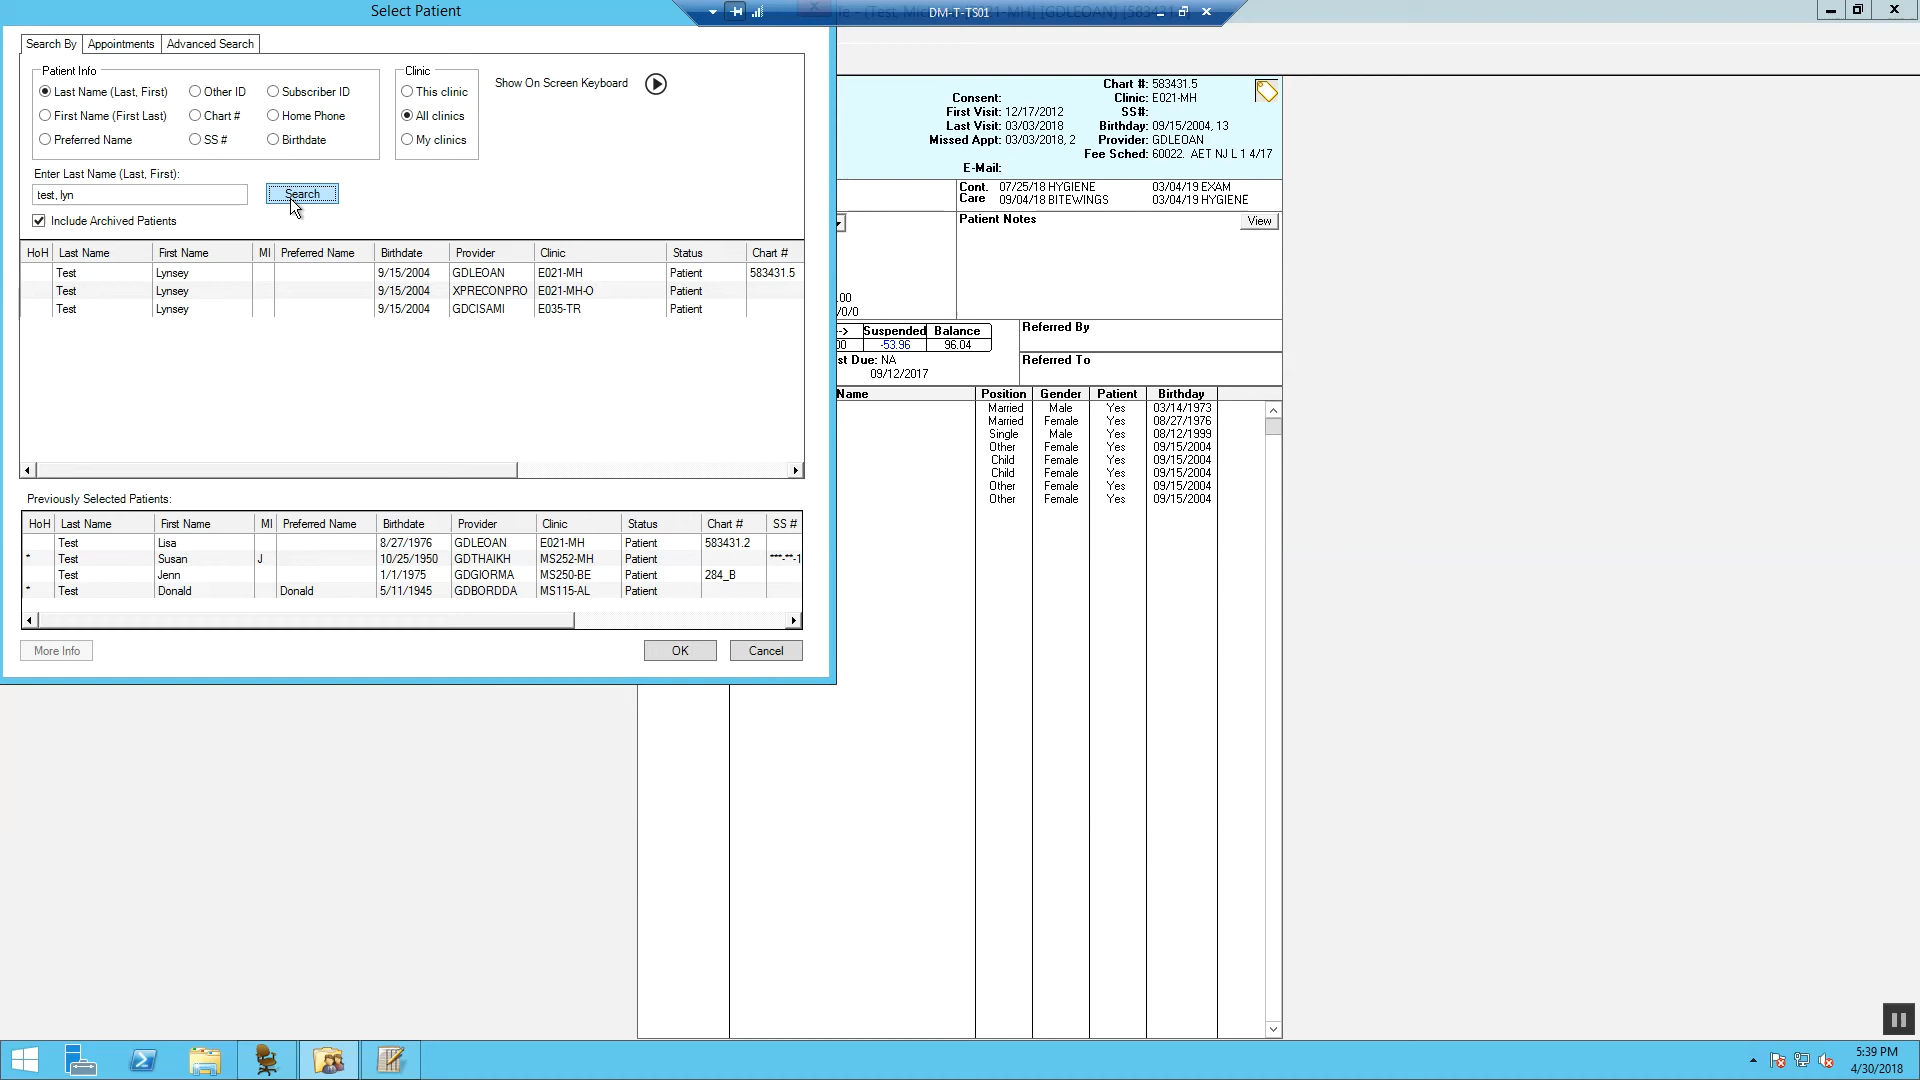 Select Patient
DM-T-TS01
Search By Appointments Advanced Search
Patient Info
Clinic
Last Name (Last, First) Other ID Subscriber ID
First Name (First Last) Chart # Home Phone
Preferred Name SS # Birthdate
This clinic
All clinics
My clinics
Show On Screen Keyboard
Enter Last Name (Last, First):
test, lyn
Search
Include Archived Patients
HoH Last Name First Name MI Preferred Name Birthdate Provider Clinic Status Chart #
Test Lynsey 9/15/2004 GDLEOAN E021-MH Patient 583431.5
Test Lynsey 9/15/2004 XPRECONPRO E021-MH-O Patient
Test Lynsey 9/15/2004 GDCISAMI E035-TR Patient
Previously Selected Patients:
HoH Last Name First Name MI Preferred Name Birthdate Provider Clinic Status Chart # SS #
Test Lisa 8/27/1976 GDLEOAN E021-MH Patient 583431.2
* Test Susan J 10/25/1950 GDTHAIKH MS252-MH Patient ***-**-1
Test Jenn 1/1/1975 GDGIORMA MS250-BE Patient 284_B
* Test Donald Donald 5/11/1945 GDBORDDA MS115-AL Patient
More Info
OK
Cancel
Chart #: 583431.5
Consent: Clinic: E021-MH
First Visit: 12/17/2012 SS#:
Last Visit: 03/03/2018 Birthday: 09/15/2004, 13
Missed Appt: 03/03/2018, 2 Provider: GDLEOAN
Fee Sched: 60022. AET NJ L 1 4/17
E-Mail:
Cont. 07/25/18 HYGIENE 03/04/19 EXAM
Care 09/04/18 BITEWINGS 03/04/19 HYGIENE
Patient Notes
View
.00
/0/0
--> Suspended Balance
00 -53.96 96.04
st Due: NA
09/12/2017
Referred By
Referred To
Name Position Gender Patient Birthday
Married Male Yes 03/14/1973
Married Female Yes 08/27/1976
Single Male Yes 08/12/1999
Other Female Yes 09/15/2004
Child Female Yes 09/15/2004
Child Female Yes 09/15/2004
Other Female Yes 09/15/2004
Other Female Yes 09/15/2004
5:39 PM
4/30/2018